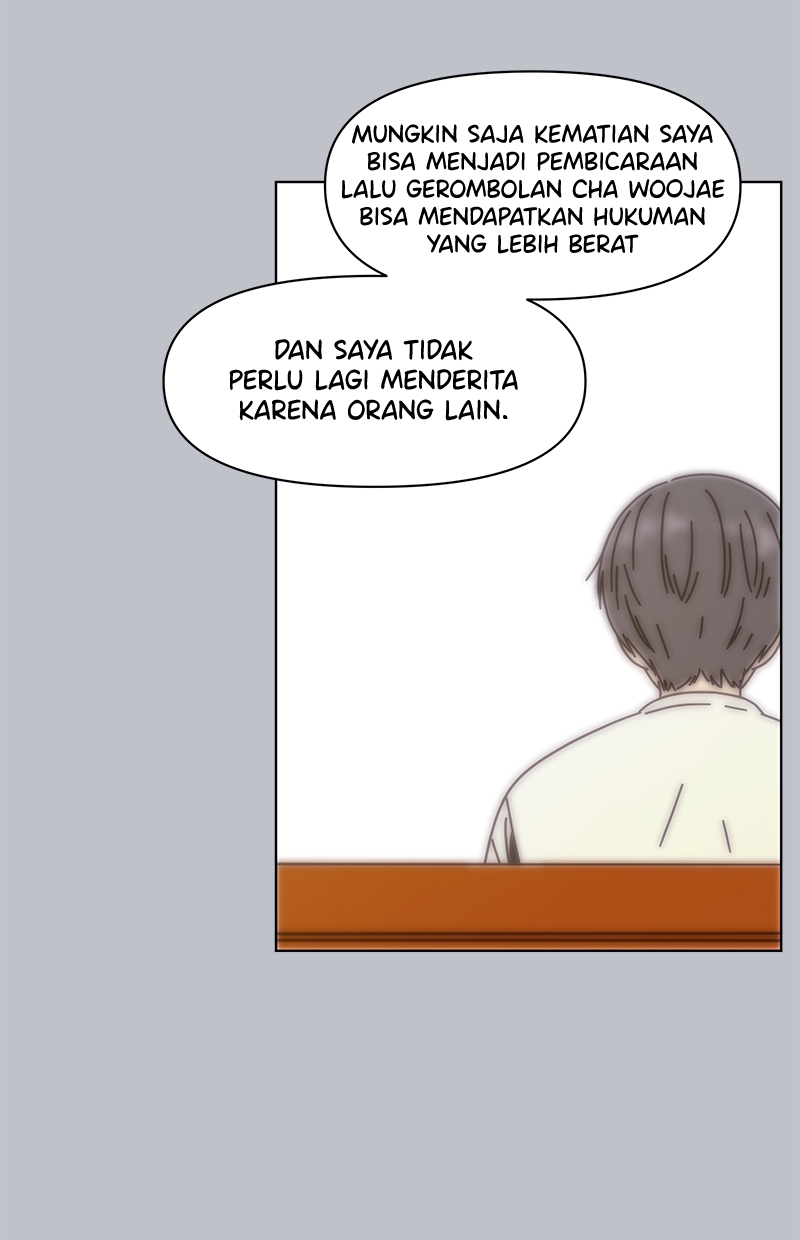 MUNGKIN SAJA KEMATIAN SAYA
BISA MENJADI PEMBICARAAN
LALU GEROMBOLAN CHA WOOJAE
BISA MENDAPATKAN HUKUMAN
YANG LEBIH BERAT
DAN SAYA TIDAK
PERLU LAGI MENDERITA
KARENA ORANG LAIN.